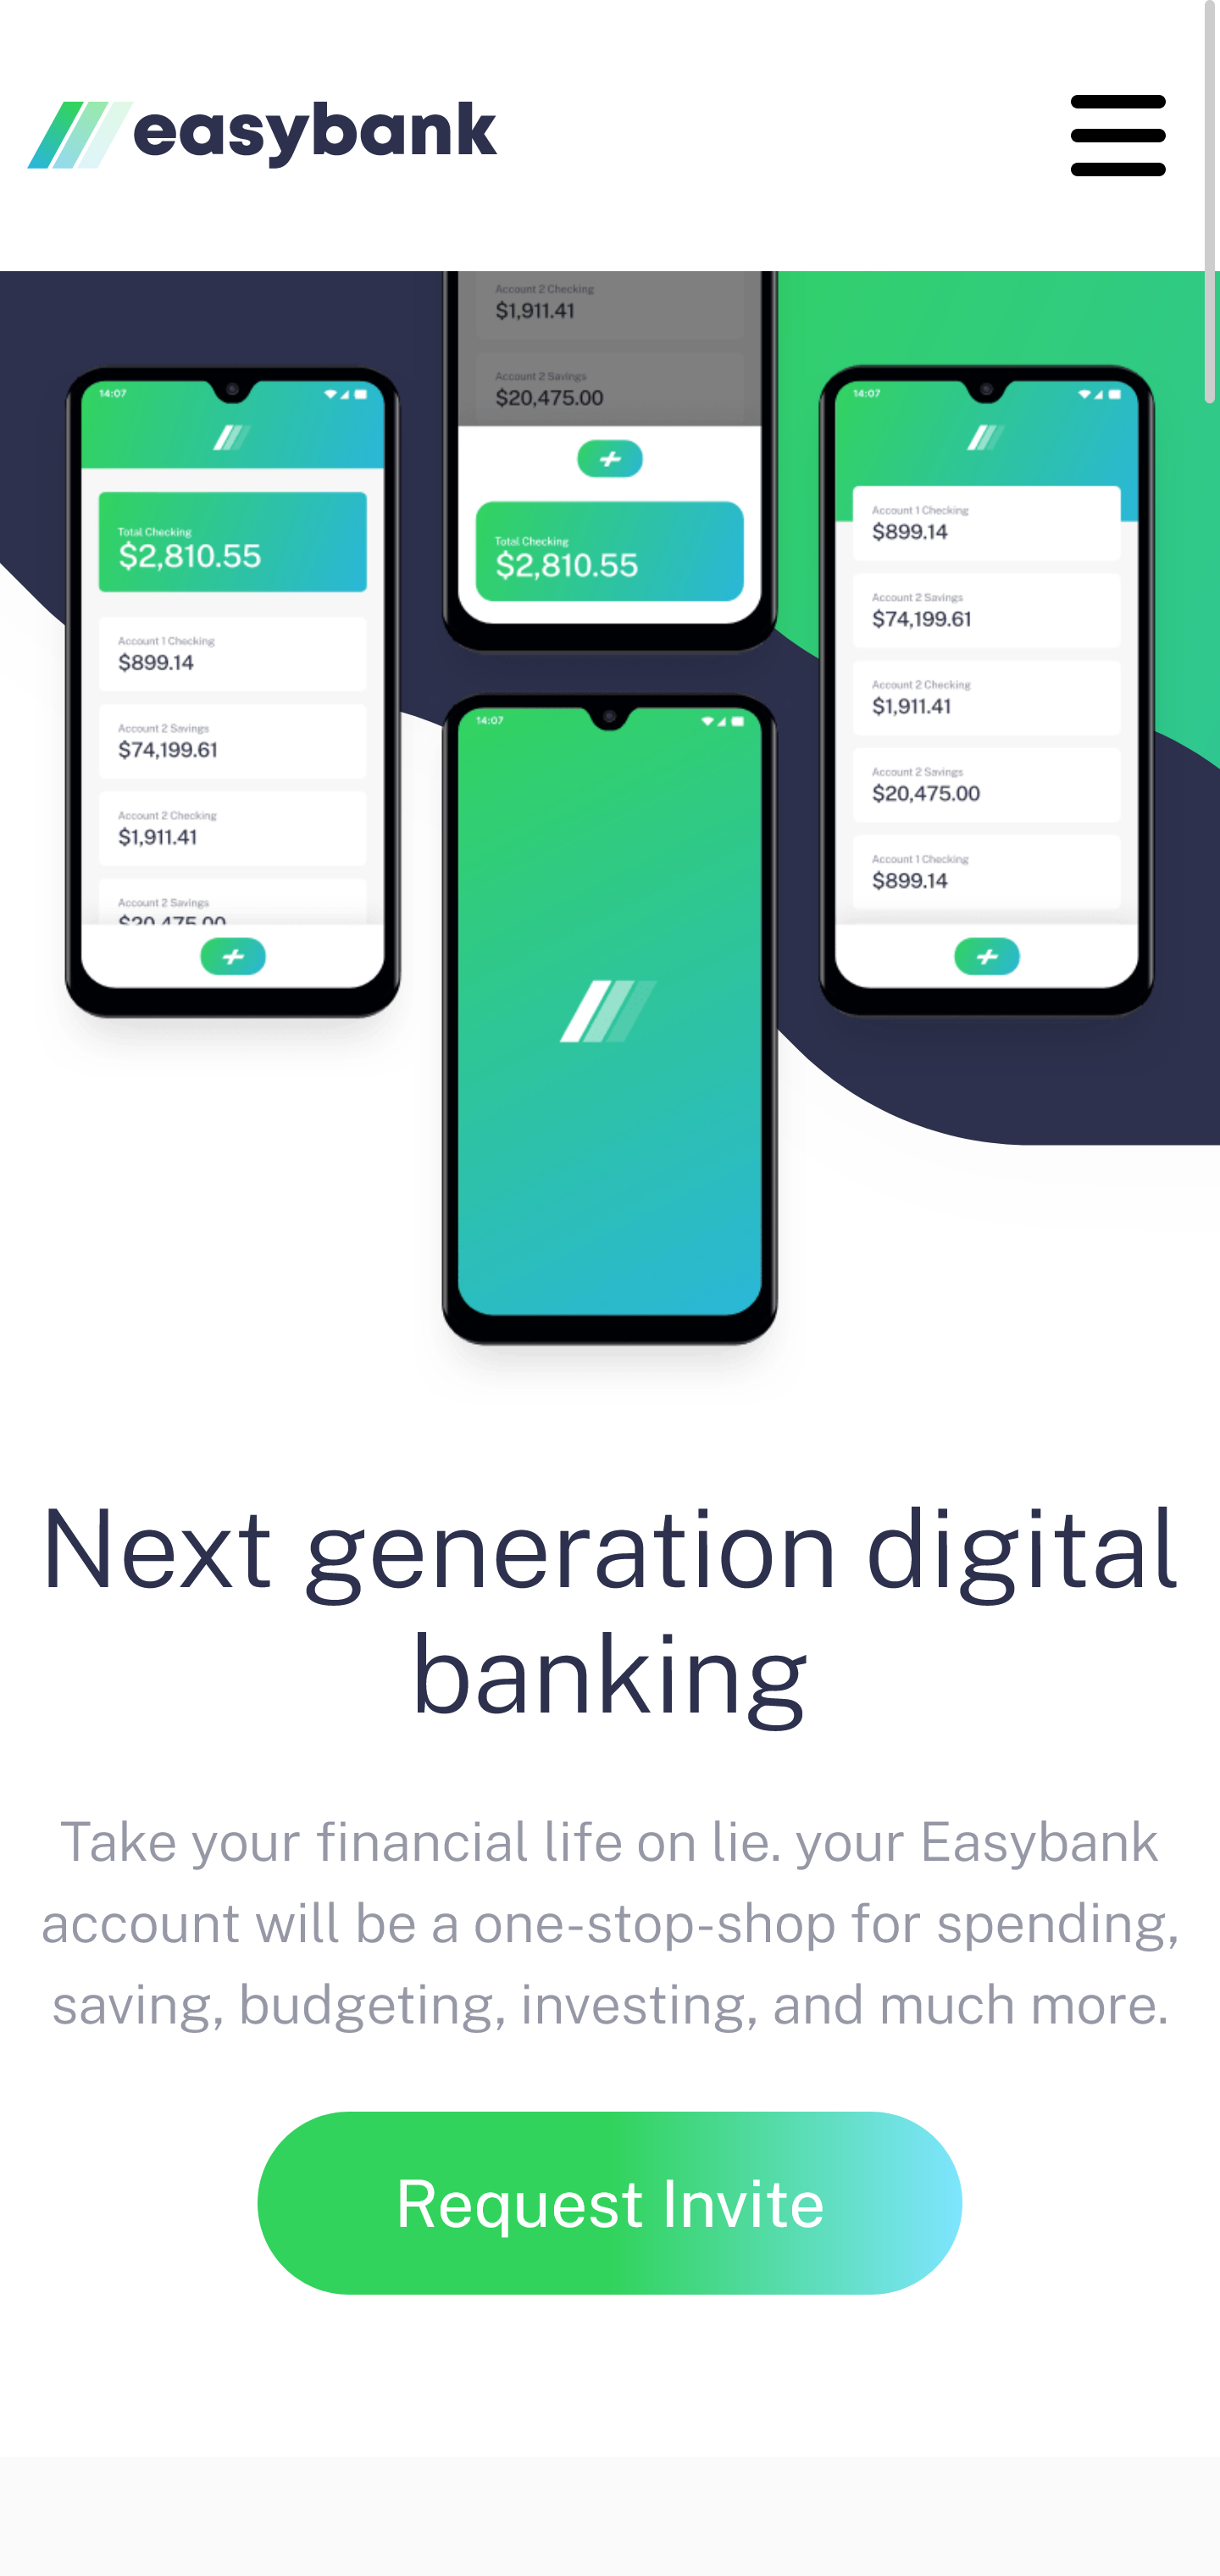 easybank
Account 2 Checking
$1,911.41
Account 2 Savings
$20,475.00
Total Checking
$2,810.55
14:07
Total Checking
$2,810.55
Account 1 Checking
$899.14
Account 2 Savings
$74,199.61
Account 2 Checking
$1,911.41
Account 2 Savings
$20,475.00
14:07
Account 1 Checking
$899.14
Account 2 Savings
$74,199.61
Account 2 Checking
$1,911.41
Account 2 Savings
$20,475.00
Account 1 Checking
$899.14
14:07
Next generation digital
banking
Take your financial life on lie. your Easybank
account will be a one-stop-shop for spending,
saving, budgeting, investing, and much more.
Request Invite